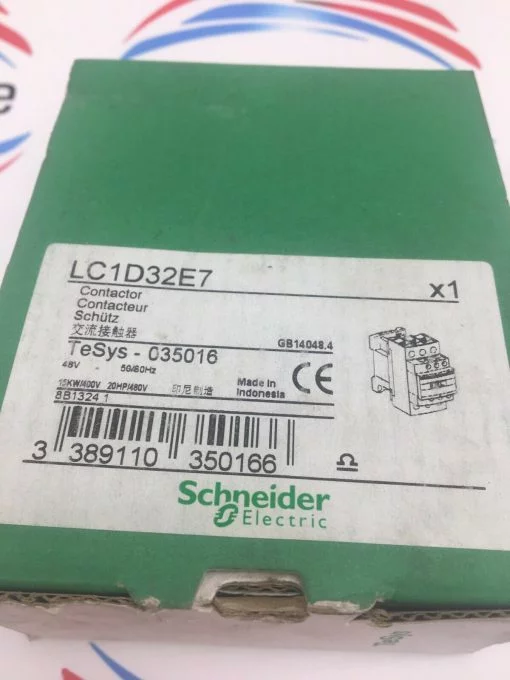 e
LC1D32E7
x1
Contactor
Contacteur
Schütz
交流接触器
GB14048.4
TeSys - 035016
48V - 50/60Hz
Made in
Indonesia
CE
15KW/400V 20HP/480V 印尼制造
8B1324 1
3 389110 350166
Schneider
Electric
TeSys